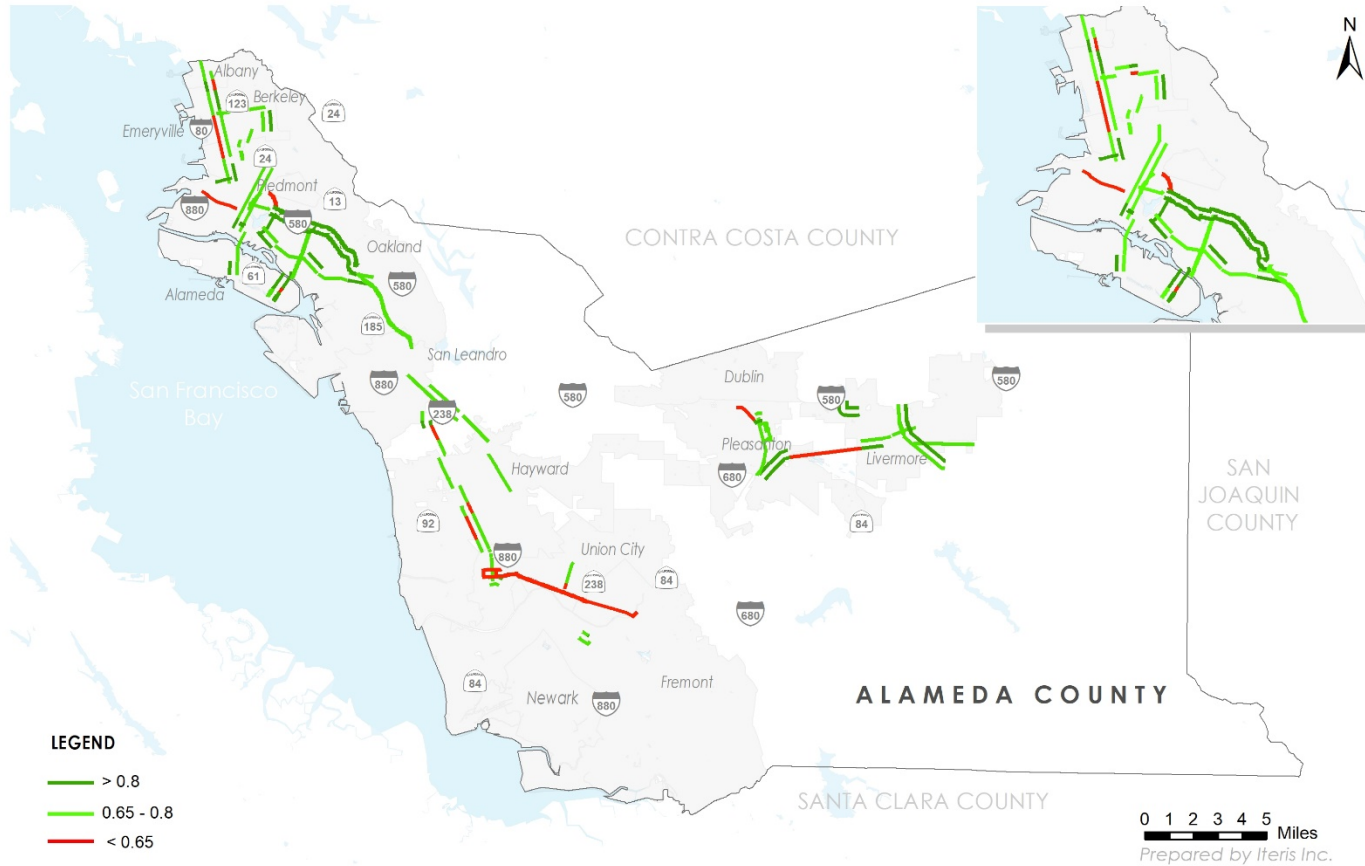 N
Albany
123
Berkeley
24
Emeryville
80
24
Piedmont
880
13
580
CONTRA COSTA COUNTY
Oakland
61
580
Alameda
185
San Leandro
San Francisco
Bay
880
Dublin
580
580
580
238
Pleasanton
Livermore
Hayward
680
SAN
JOAQUIN
COUNTY
92
84
880
Union City
238
84
680
84
Newark
Fremont
880
ALAMEDA COUNTY
LEGEND
> 0.8
0.65 - 0.8
< 0.65
SANTA CLARA COUNTY
0 1 2 3 4 5
Miles
Prepared by Iteris Inc.